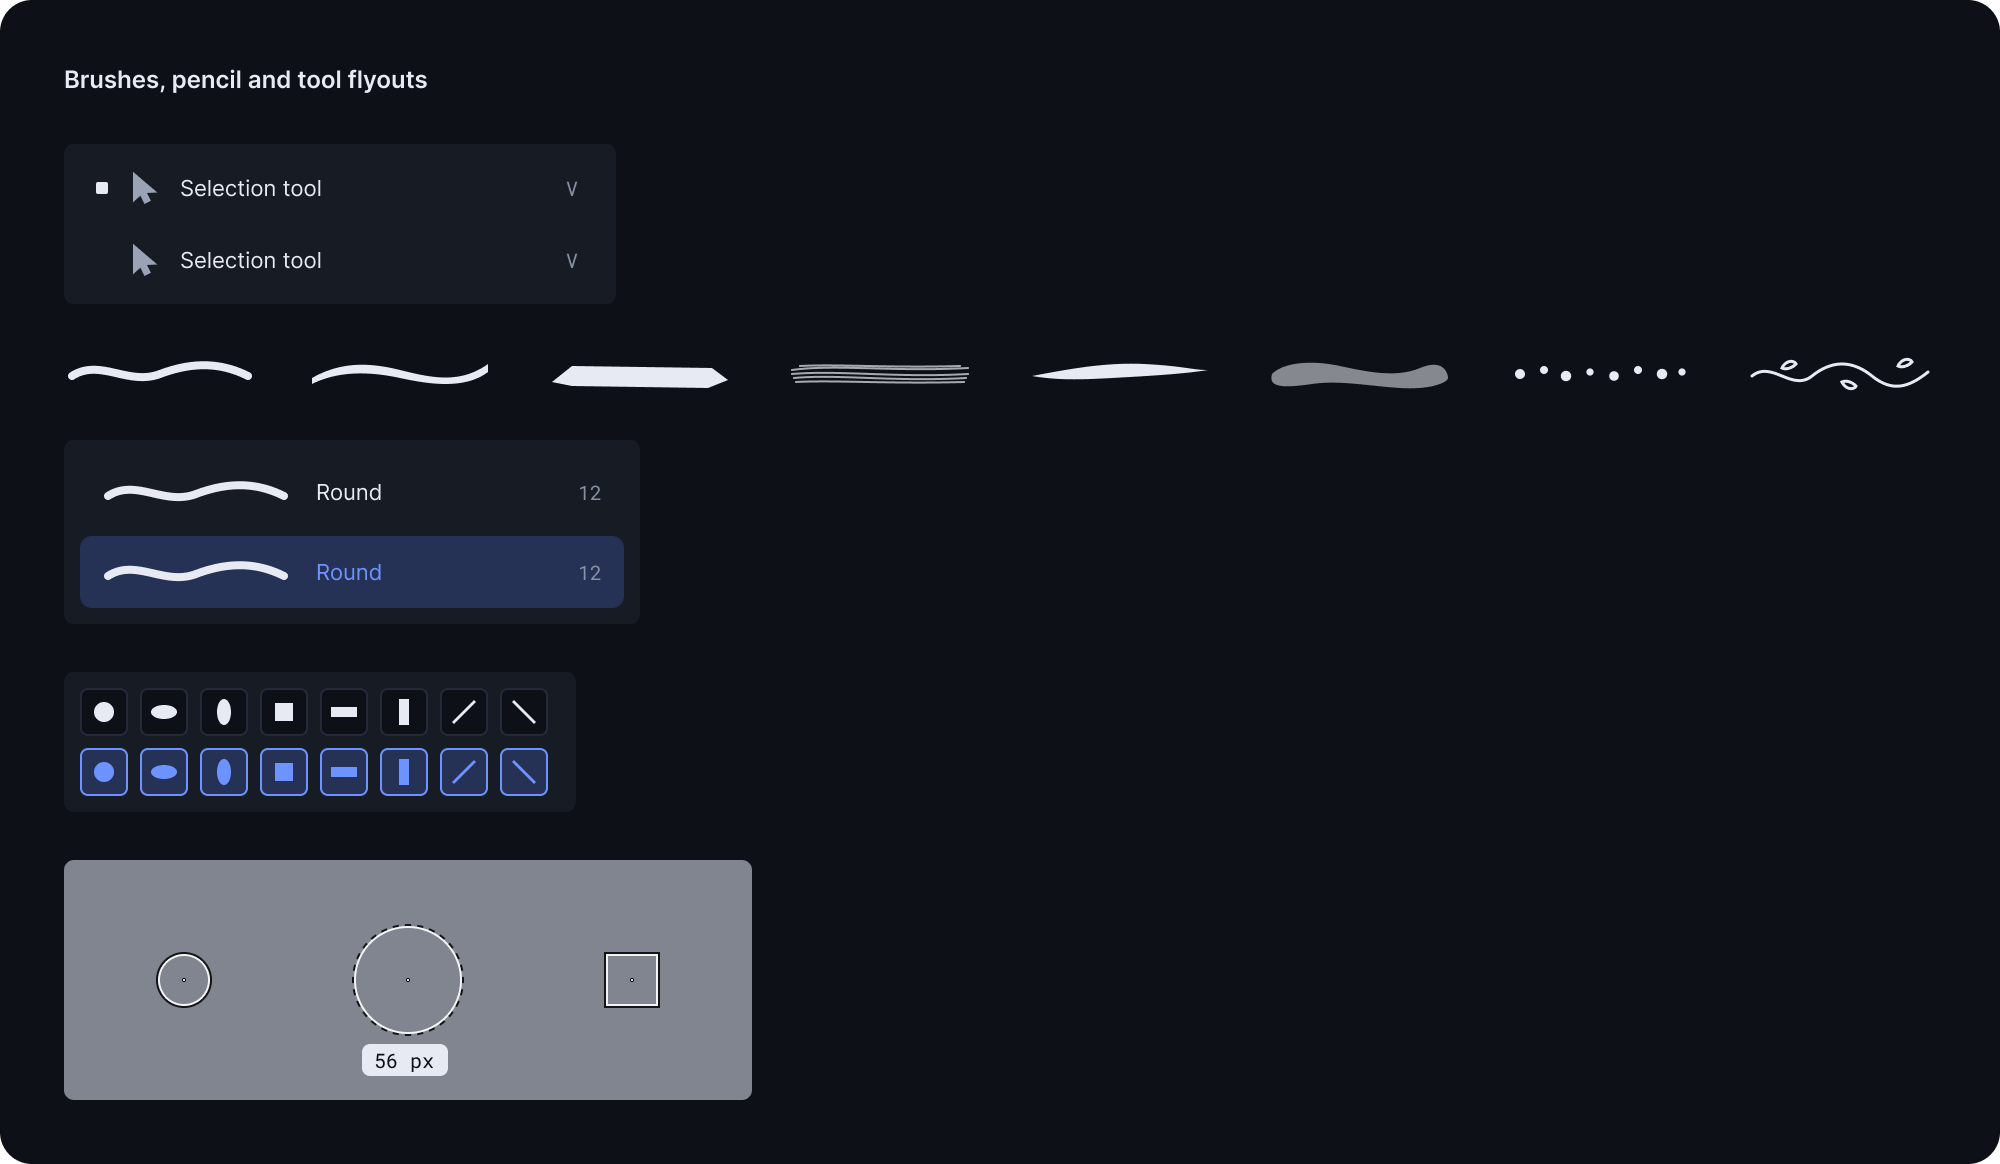 Brushes, pencil and tool flyouts
Selection tool V
Selection tool V
Round 12
Round 12
56 px